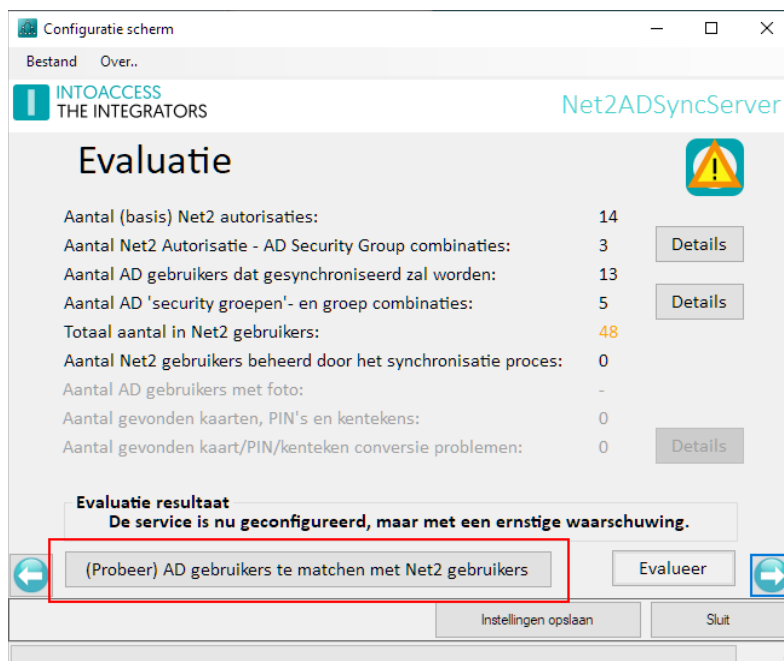 Configuratie scherm
Bestand Over..
INTOACCESS
THE INTEGRATORS
Net2ADSyncServer
Evaluatie
Aantal (basis) Net2 autorisaties: 14
Aantal Net2 Autorisatie - AD Security Group combinaties: 3 Details
Aantal AD gebruikers dat gesynchroniseerd zal worden: 13
Aantal AD 'security groepen'- en groep combinaties: 5 Details
Totaal aantal in Net2 gebruikers: 48
Aantal Net2 gebruikers beheerd door het synchronisatie proces: 0
Aantal AD gebruikers met foto: -
Aantal gevonden kaarten, PIN's en kentekens: 0
Aantal gevonden kaart/PIN/kenteken conversie problemen: 0 Details
Evaluatie resultaat
De service is nu geconfigureerd, maar met een ernstige waarschuwing.
(Probeer) AD gebruikers te matchen met Net2 gebruikers Evalueer
Instellingen opslaan Sluit